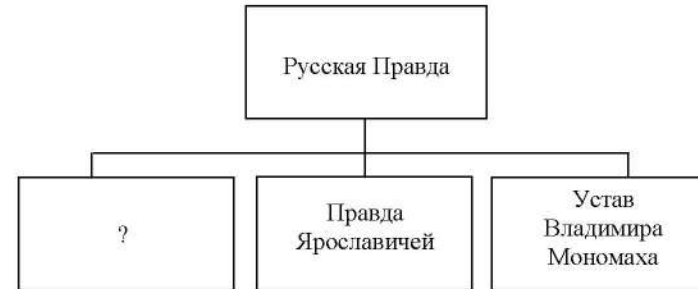 Русская Правда
?
Правда
Ярославичей
Устав
Владимира
Мономаха